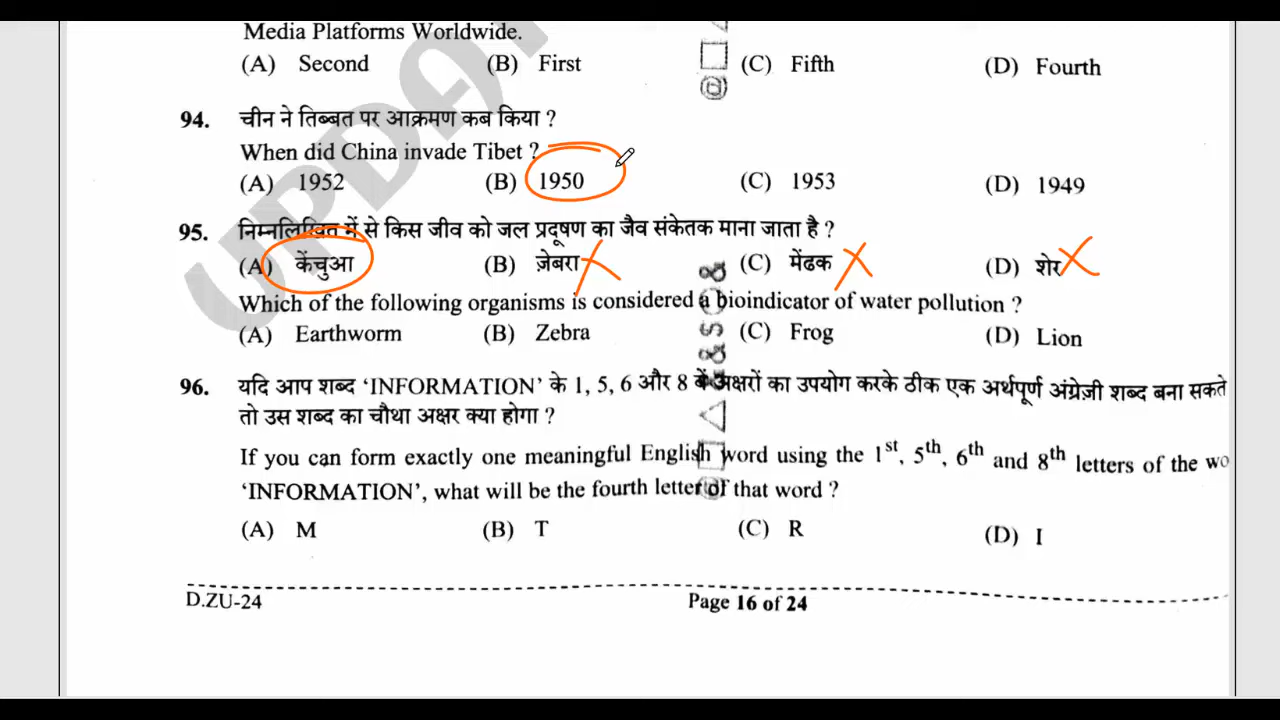 Media Platforms Worldwide.
(A) Second (B) First (C) Fifth (D) Fourth
94. चीन ने तिब्बत पर आक्रमण कब किया ?
When did China invade Tibet ?
(A) 1952 (B) 1950 (C) 1953 (D) 1949
95. निम्नलिखित में से किस जीव को जल प्रदूषण का जैव संकेतक माना जाता है ?
(A) केंचुआ (B) ज़ेबरा (C) मेंढक (D) शेर
Which of the following organisms is considered a bioindicator of water pollution ?
(A) Earthworm (B) Zebra (C) Frog (D) Lion
96. यदि आप शब्द ‘INFORMATION’ के 1, 5, 6 और 8 वें अक्षरों का उपयोग करके ठीक एक अर्थपूर्ण अंग्रेज़ी शब्द बना सकते
तो उस शब्द का चौथा अक्षर क्या होगा ?
If you can form exactly one meaningful English word using the 1st, 5th, 6th and 8th letters of the wo
‘INFORMATION’, what will be the fourth letter of that word ?
(A) M (B) T (C) R (D) I
D.ZU-24 Page 16 of 24